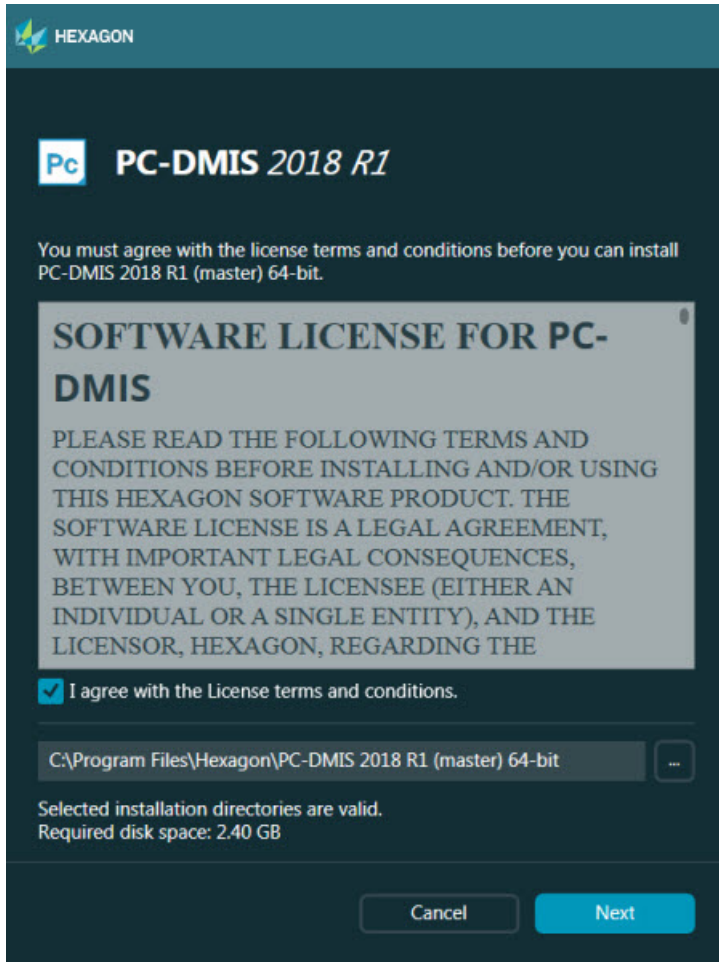 HEXAGON
Pc PC-DMIS 2018 R1
You must agree with the license terms and conditions before you can install
PC-DMIS 2018 R1 (master) 64-bit.
SOFTWARE LICENSE FOR PC-
DMIS
PLEASE READ THE FOLLOWING TERMS AND
CONDITIONS BEFORE INSTALLING AND/OR USING
THIS HEXAGON SOFTWARE PRODUCT. THE
SOFTWARE LICENSE IS A LEGAL AGREEMENT,
WITH IMPORTANT LEGAL CONSEQUENCES,
BETWEEN YOU, THE LICENSEE (EITHER AN
INDIVIDUAL OR A SINGLE ENTITY), AND THE
LICENSOR, HEXAGON, REGARDING THE
I agree with the License terms and conditions.
C:\Program Files\Hexagon\PC-DMIS 2018 R1 (master) 64-bit ...
Selected installation directories are valid.
Required disk space: 2.40 GB
Cancel Next